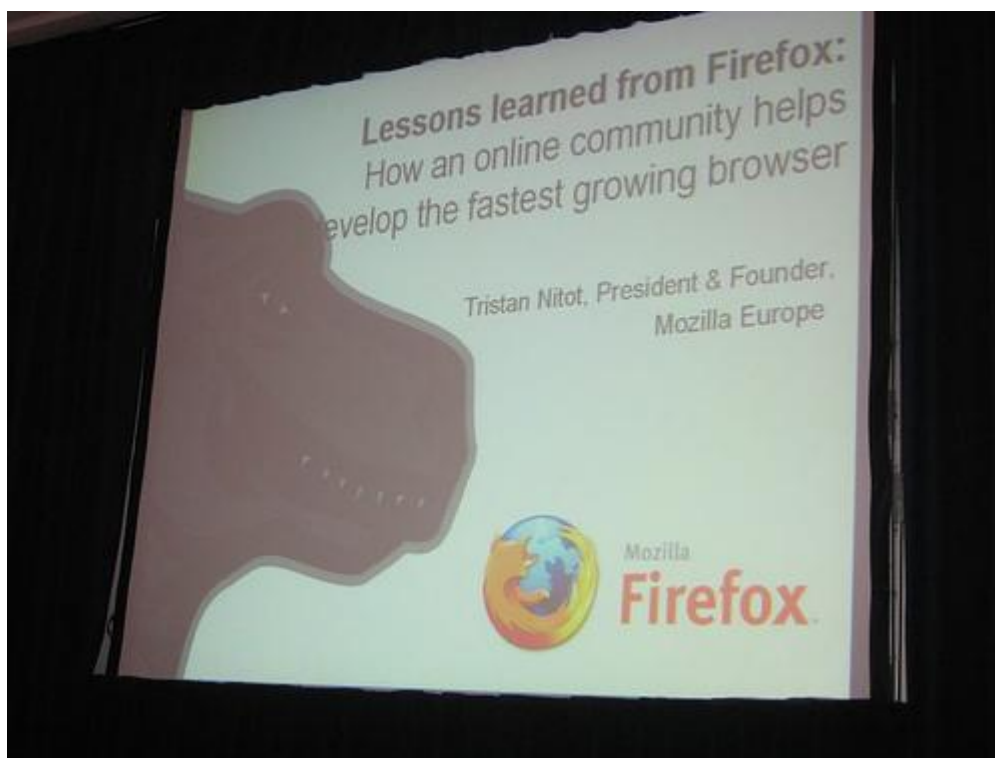 Lessons learned from Firefox:
How an online community helps
evelop the fastest growing browser
Tristan Nitot, President & Founder,
Mozilla Europe
Mozilla
Firefox